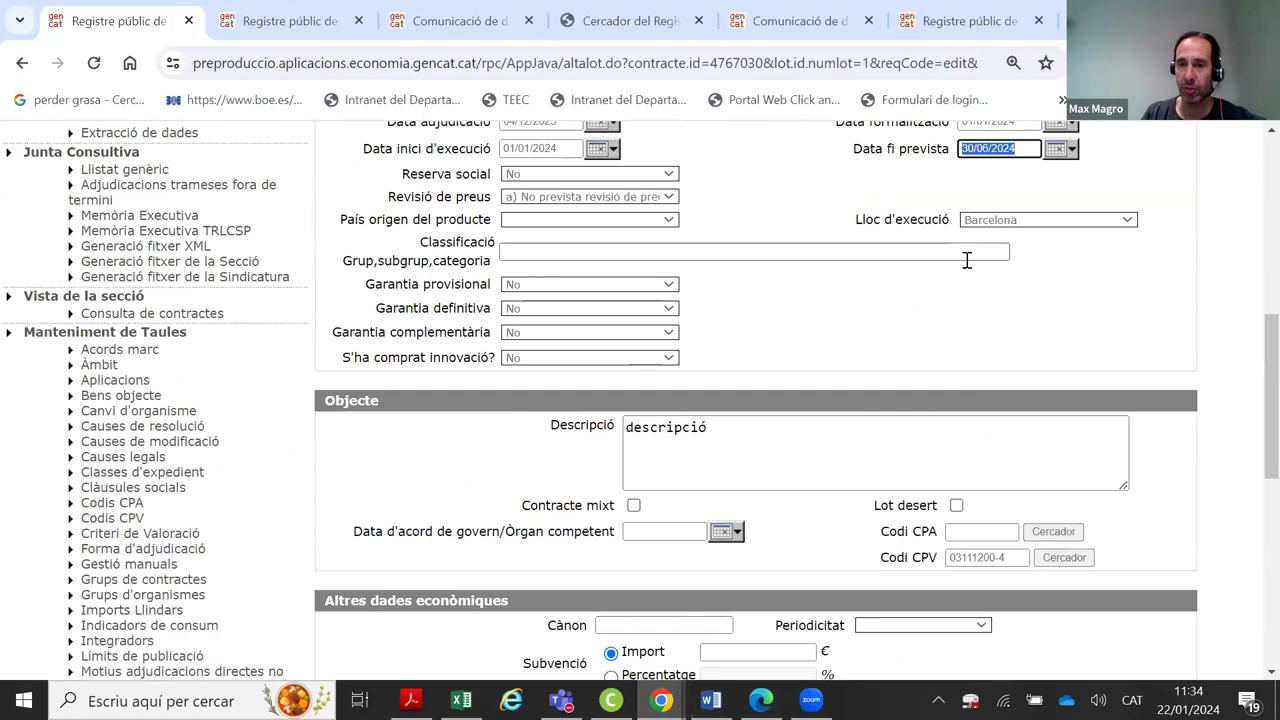 Registre públic de
Registre públic de
Comunicació de d
Cercador del Regis
Comunicació de d
Registre públic de
preproduccio.aplicacions.economia.gencat.cat/rpc/AppJava/altalot.do?contracte.id=4767030&lot.id.numlot=1&reqCode=edit&
perder grasa - Cerc...
https://www.boe.es/...
Intranet del Departa...
TEEC
Intranet del Departa...
Portal Web Click an...
Formulari de login...
Max Magro
Extracció de dades
Junta Consultiva
Llistat genèric
Adjudicacions trameses fora de
termini
Memòria Executiva
Memòria Executiva TRLCSP
Generació fitxer XML
Generació fitxer de la Secció
Generació fitxer de la Sindicatura
Vista de la secció
Consulta de contractes
Manteniment de Taules
Acords marc
Àmbit
Aplicacions
Bens objecte
Canvi d'organisme
Causes de resolució
Causes de modificació
Causes legals
Classes d'expedient
Clàusules socials
Codis CPA
Codis CPV
Criteri de Valoració
Forma d'adjudicació
Gestió manuals
Grups de contractes
Grups d'organismes
Imports Llindars
Indicadors de consum
Integradors
Límits de publicació
Motius adjudicacions directes no
Data adjudicació 04/12/2023 Data formalització 01/01/2024
Data inici d'execució 01/01/2024 Data fi prevista 30/06/2024
Reserva social No
Revisió de preus a) No prevista revisió de preu
País origen del producte Lloc d'execució Barcelona
Classificació
Grup,subgrup,categoria
Garantia provisional No
Garantia definitiva No
Garantia complementària No
S'ha comprat innovació? No
Objecte
Descripció descripció
Contracte mixt Lot desert
Data d'acord de govern/Òrgan competent Codi CPA Cercador
Codi CPV 03111200-4 Cercador
Altres dades econòmiques
Cànon Periodicitat
Subvenció Import €
Percentatge %
Escriu aquí per cercar
CAT
11:34
22/01/2024
19